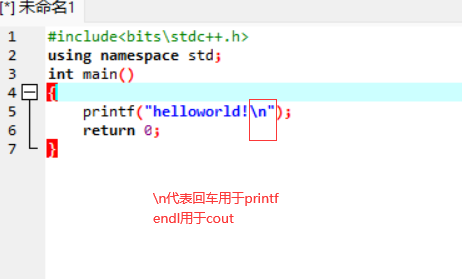 [*] 未命名1
1 #include<bits\stdc++.h>
2 using namespace std;
3 int main()
4 {
5 printf("helloworld!\n");
6 return 0;
7 }
\n代表回车用于printf
endl用于cout